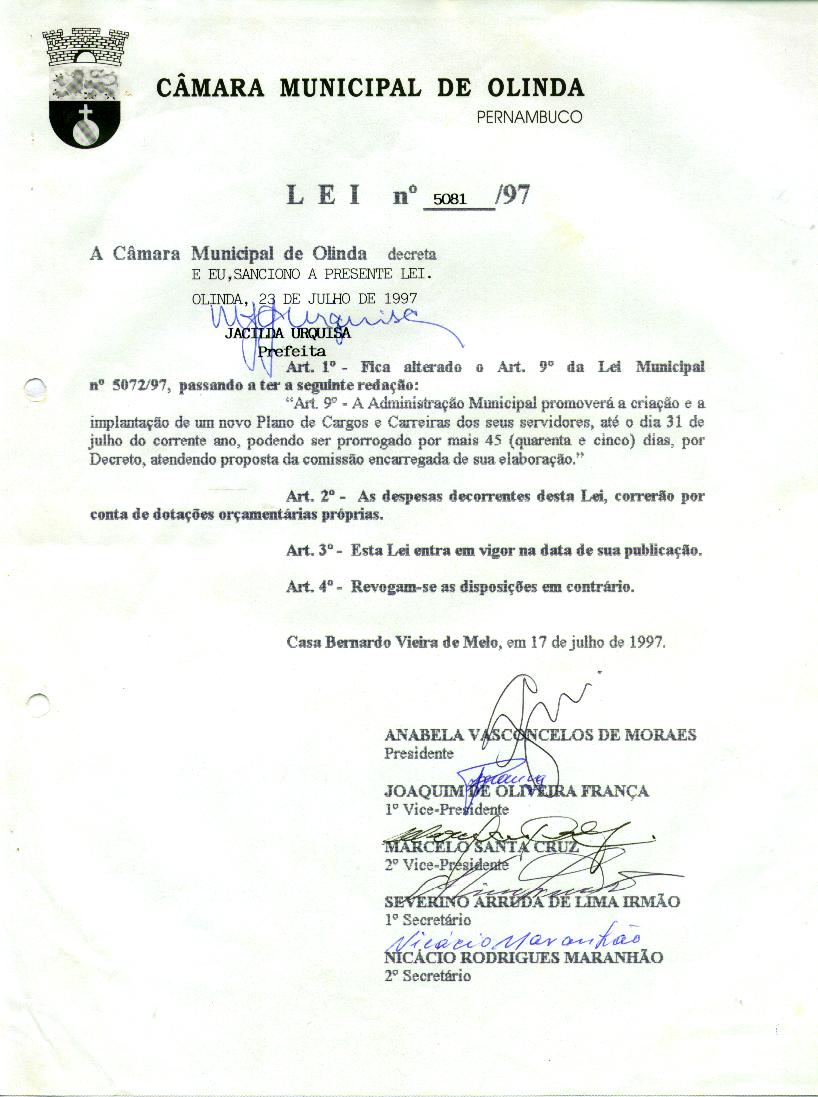 CÂMARA MUNICIPAL DE OLINDA
PERNAMBUCO
L E I nº 5081 /97
A Câmara Municipal de Olinda decreta
E EU,SANCIONO A PRESENTE LEI.
OLINDA, 23 DE JULHO DE 1997
JACILDA URQUISA
Prefeita
Art. 1º - Fica alterado o Art. 9º da Lei Municipal
nº 5072/97, passando a ter a seguinte redação:
“Art. 9º - A Administração Municipal promoverá a criação e a
implantação de um novo Plano de Cargos e Carreiras dos seus servidores, até o dia 31 de
julho do corrente ano, podendo ser prorrogado por mais 45 (quarenta e cinco) dias, por
Decreto, atendendo proposta da comissão encarregada de sua elaboração.”
Art. 2º - As despesas decorrentes desta Lei, correrão por
conta de dotações orçamentárias próprias.
Art. 3º - Esta Lei entra em vigor na data de sua publicação.
Art. 4º - Revogam-se as disposições em contrário.
Casa Bernardo Vieira de Melo, em 17 de julho de 1997.
ANABELA VASCONCELOS DE MORAES
Presidente
JOAQUIM DE OLIVEIRA FRANÇA
1º Vice-Presidente
MARCELO SANTA CRUZ
2º Vice-Presidente
SEVERINO ARRUDA DE LIMA IRMÃO
1º Secretário
Nicácio Maranhão
NICÁCIO RODRIGUES MARANHÃO
2º Secretário